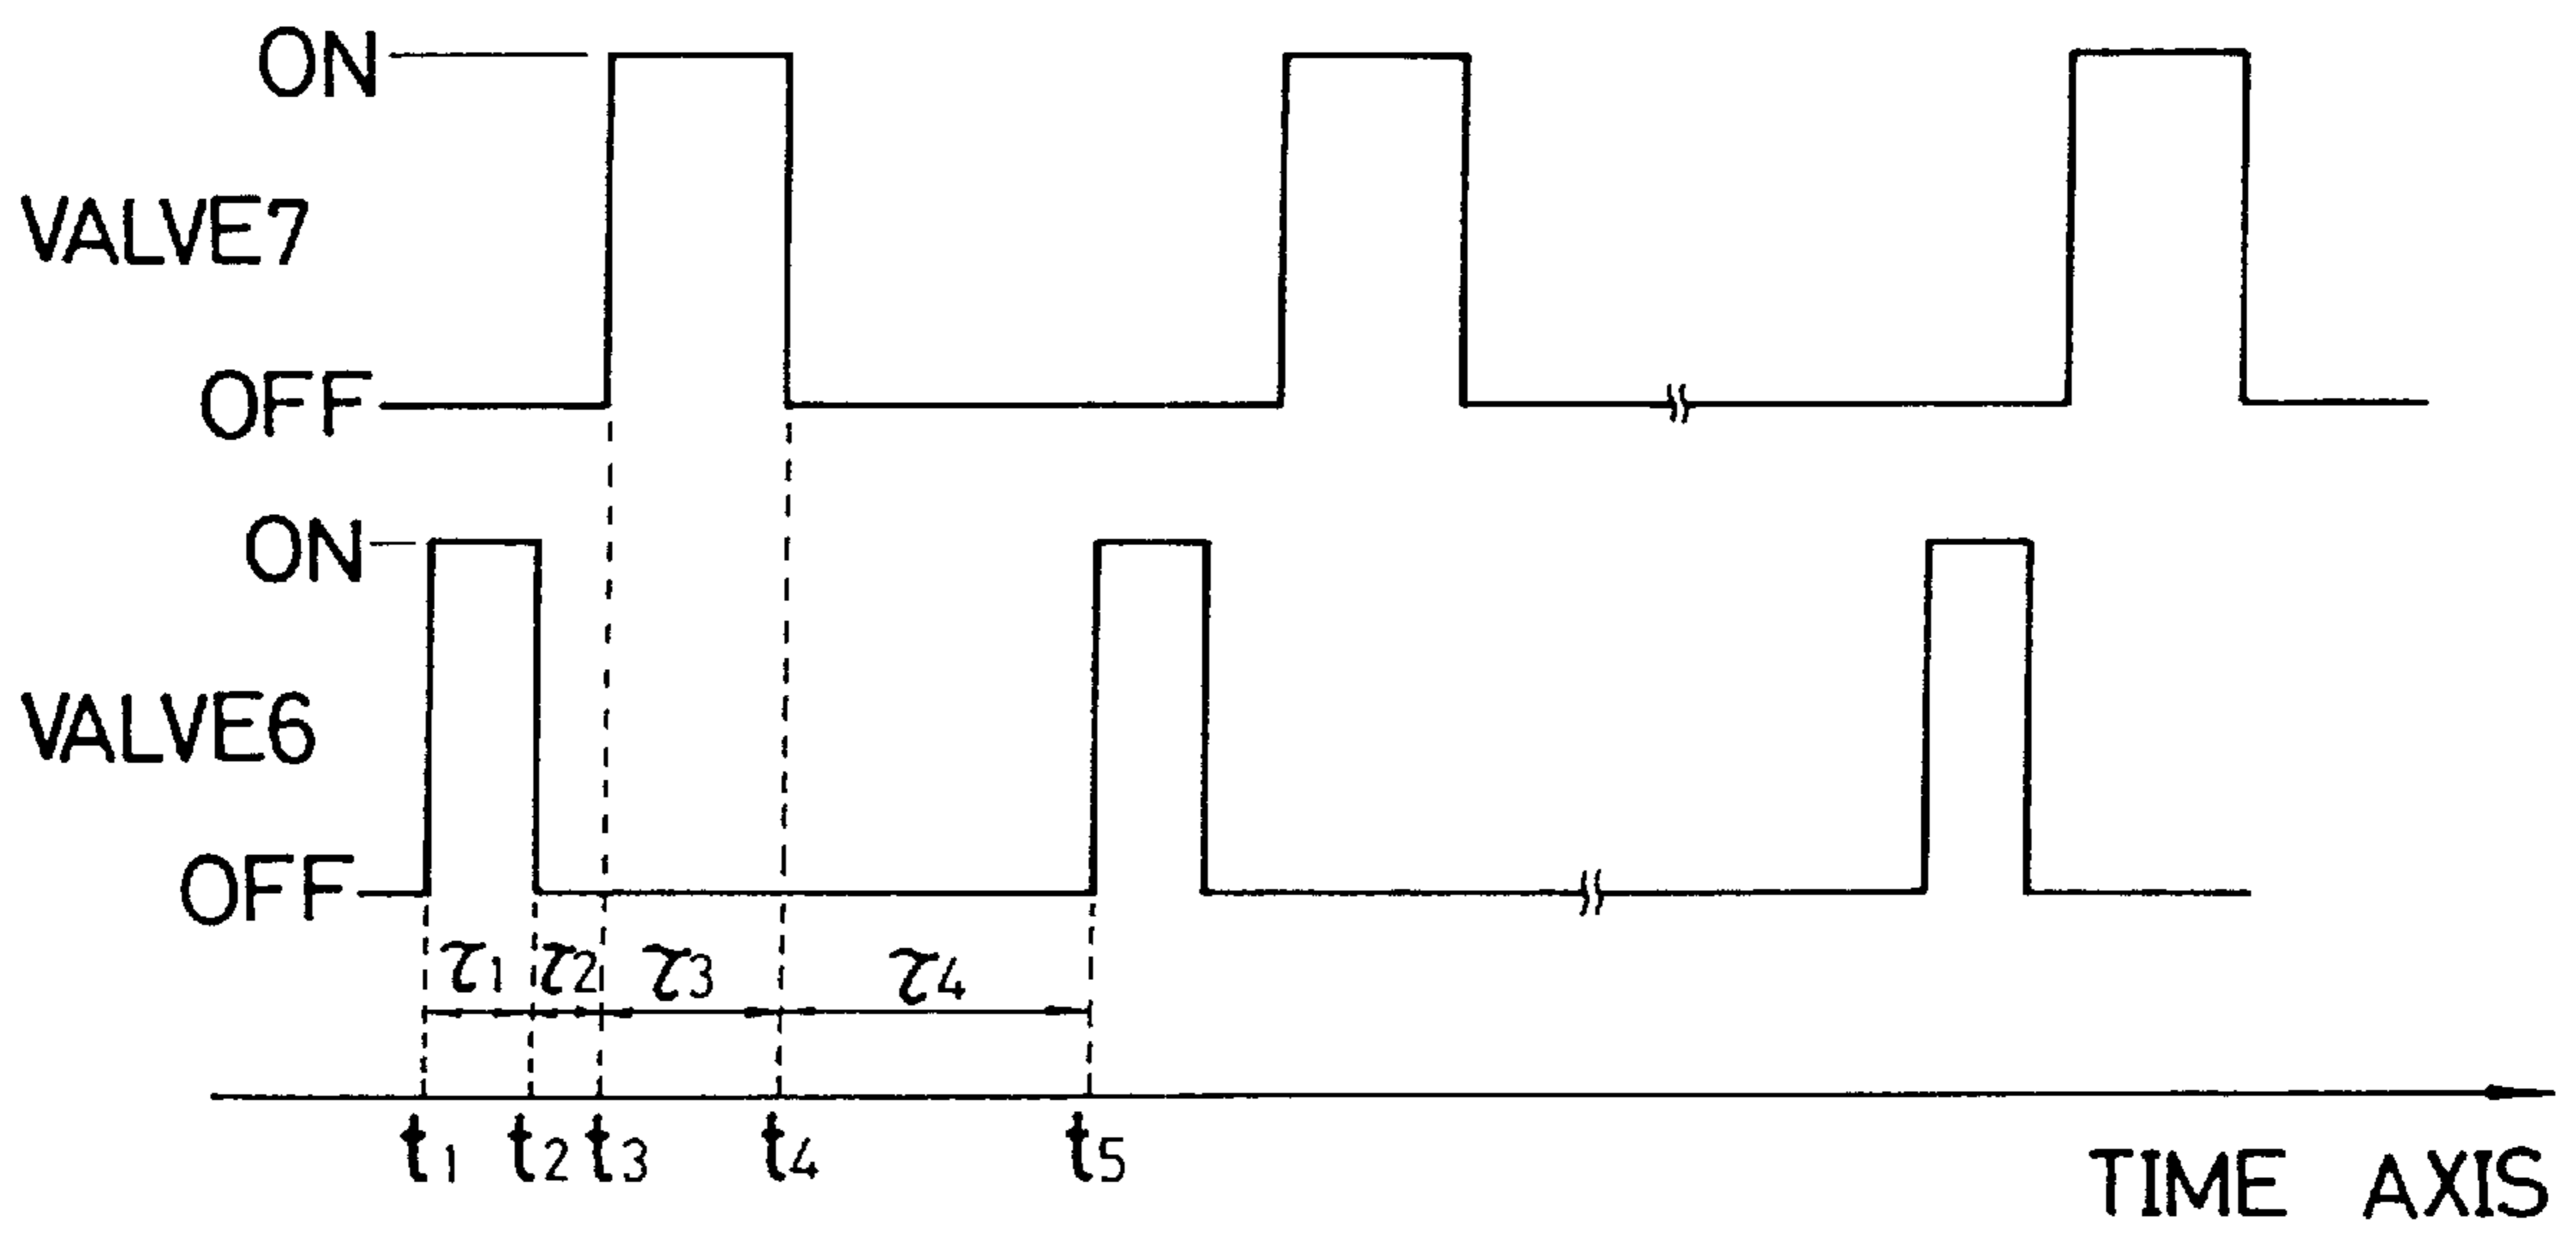 ON
VALVE7
OFF
ON
VALVE6
OFF
τ1 τ2 τ3 τ4
t1 t2 t3 t4 t5
TIME AXIS